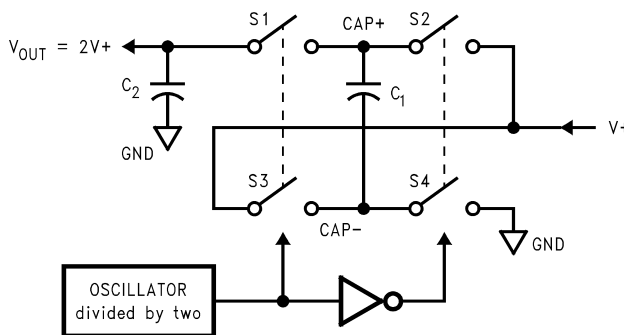 S1
CAP+
S2
V_OUT = 2V+
C_2
C_1
GND
V+
S3
S4
CAP−
GND
OSCILLATOR
divided by two